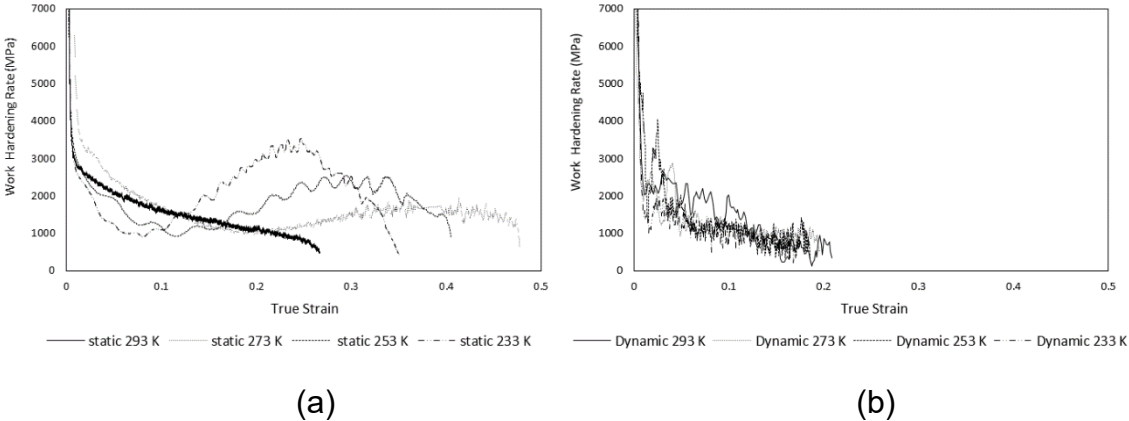 7000
6000
5000
4000
3000
2000
1000
0
Work Hardening Rate (MPa)
0 0.1 0.2 0.3 0.4 0.5
True Strain
static 293 K static 273 K static 253 K static 233 K
(a)
7000
6000
5000
4000
3000
2000
1000
0
Work Hardening Rate (MPa)
0 0.1 0.2 0.3 0.4 0.5
True Strain
Dynamic 293 K Dynamic 273 K Dynamic 253 K Dynamic 233 K
(b)